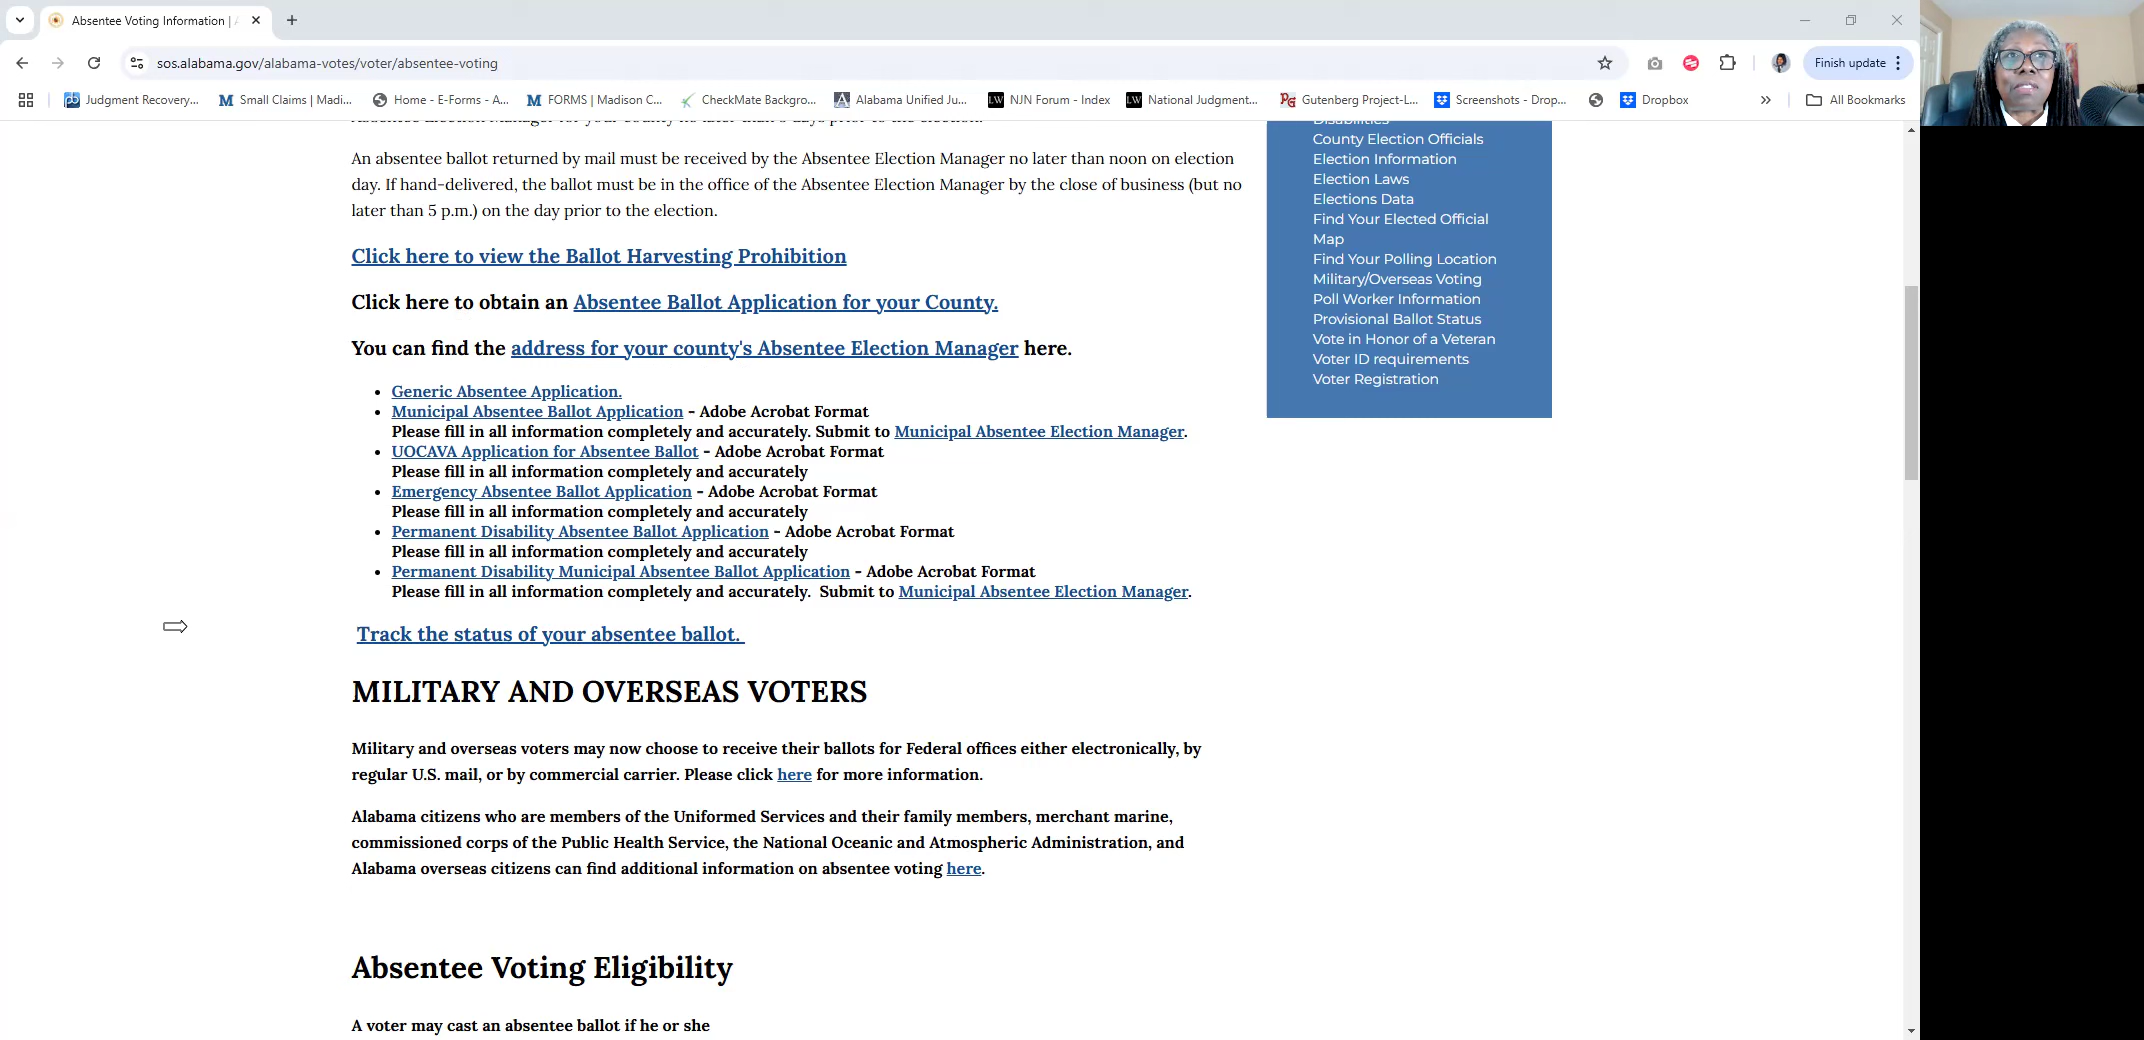 Absentee Voting Information |
sos.alabama.gov/alabama-votes/voter/absentee-voting
Finish update
Judgment Recovery...
Small Claims | Madi...
Home - E-Forms - A...
FORMS | Madison C...
CheckMate Backgro...
Alabama Unified Ju...
NJN Forum - Index
National Judgment...
Gutenberg Project-L...
Screenshots - Drop...
Dropbox
All Bookmarks
Absentee Election Manager for your county no later than 5 days prior to the election.
An absentee ballot returned by mail must be received by the Absentee Election Manager no later than noon on election
day. If hand-delivered, the ballot must be in the office of the Absentee Election Manager by the close of business (but no
later than 5 p.m.) on the day prior to the election.
Click here to view the Ballot Harvesting Prohibition
Click here to obtain an Absentee Ballot Application for your County.
You can find the address for your county's Absentee Election Manager here.
• Generic Absentee Application.
• Municipal Absentee Ballot Application - Adobe Acrobat Format
Please fill in all information completely and accurately. Submit to Municipal Absentee Election Manager.
• UOCAVA Application for Absentee Ballot - Adobe Acrobat Format
Please fill in all information completely and accurately
• Emergency Absentee Ballot Application - Adobe Acrobat Format
Please fill in all information completely and accurately
• Permanent Disability Absentee Ballot Application - Adobe Acrobat Format
Please fill in all information completely and accurately
• Permanent Disability Municipal Absentee Ballot Application - Adobe Acrobat Format
Please fill in all information completely and accurately.  Submit to Municipal Absentee Election Manager.
Track the status of your absentee ballot.
MILITARY AND OVERSEAS VOTERS
Military and overseas voters may now choose to receive their ballots for Federal offices either electronically, by
regular U.S. mail, or by commercial carrier. Please click here for more information.
Alabama citizens who are members of the Uniformed Services and their family members, merchant marine,
commissioned corps of the Public Health Service, the National Oceanic and Atmospheric Administration, and
Alabama overseas citizens can find additional information on absentee voting here.
Absentee Voting Eligibility
A voter may cast an absentee ballot if he or she
Disabilities
County Election Officials
Election Information
Election Laws
Elections Data
Find Your Elected Official
Map
Find Your Polling Location
Military/Overseas Voting
Poll Worker Information
Provisional Ballot Status
Vote in Honor of a Veteran
Voter ID requirements
Voter Registration